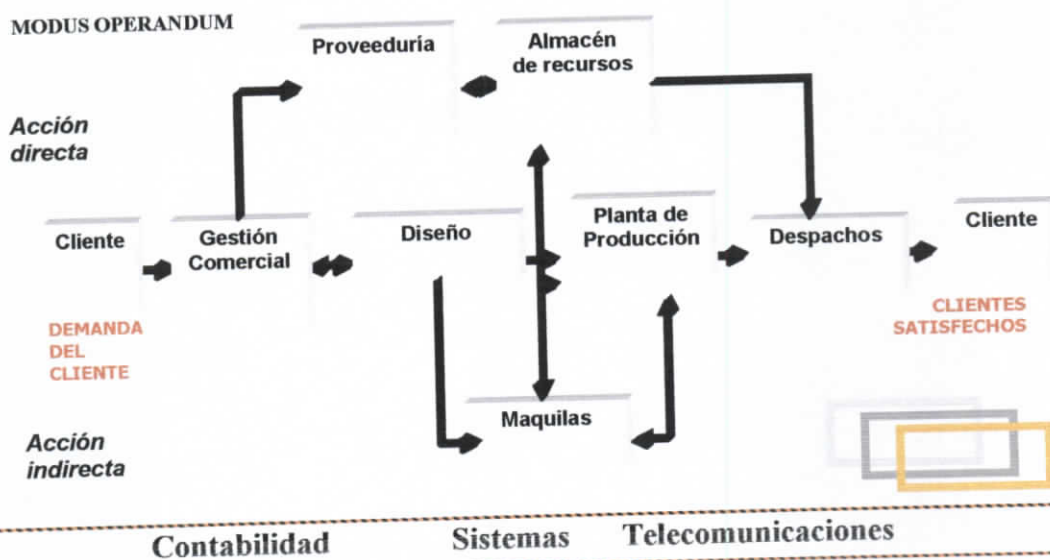 MODUS OPERANDUM
Proveeduría
Almacén
de recursos
Acción
directa
Cliente
Gestión
Comercial
Diseño
Planta de
Producción
Despachos
Cliente
DEMANDA
DEL
CLIENTE
CLIENTES
SATISFECHOS
Maquilas
Acción
indirecta
Contabilidad
Sistemas
Telecomunicaciones